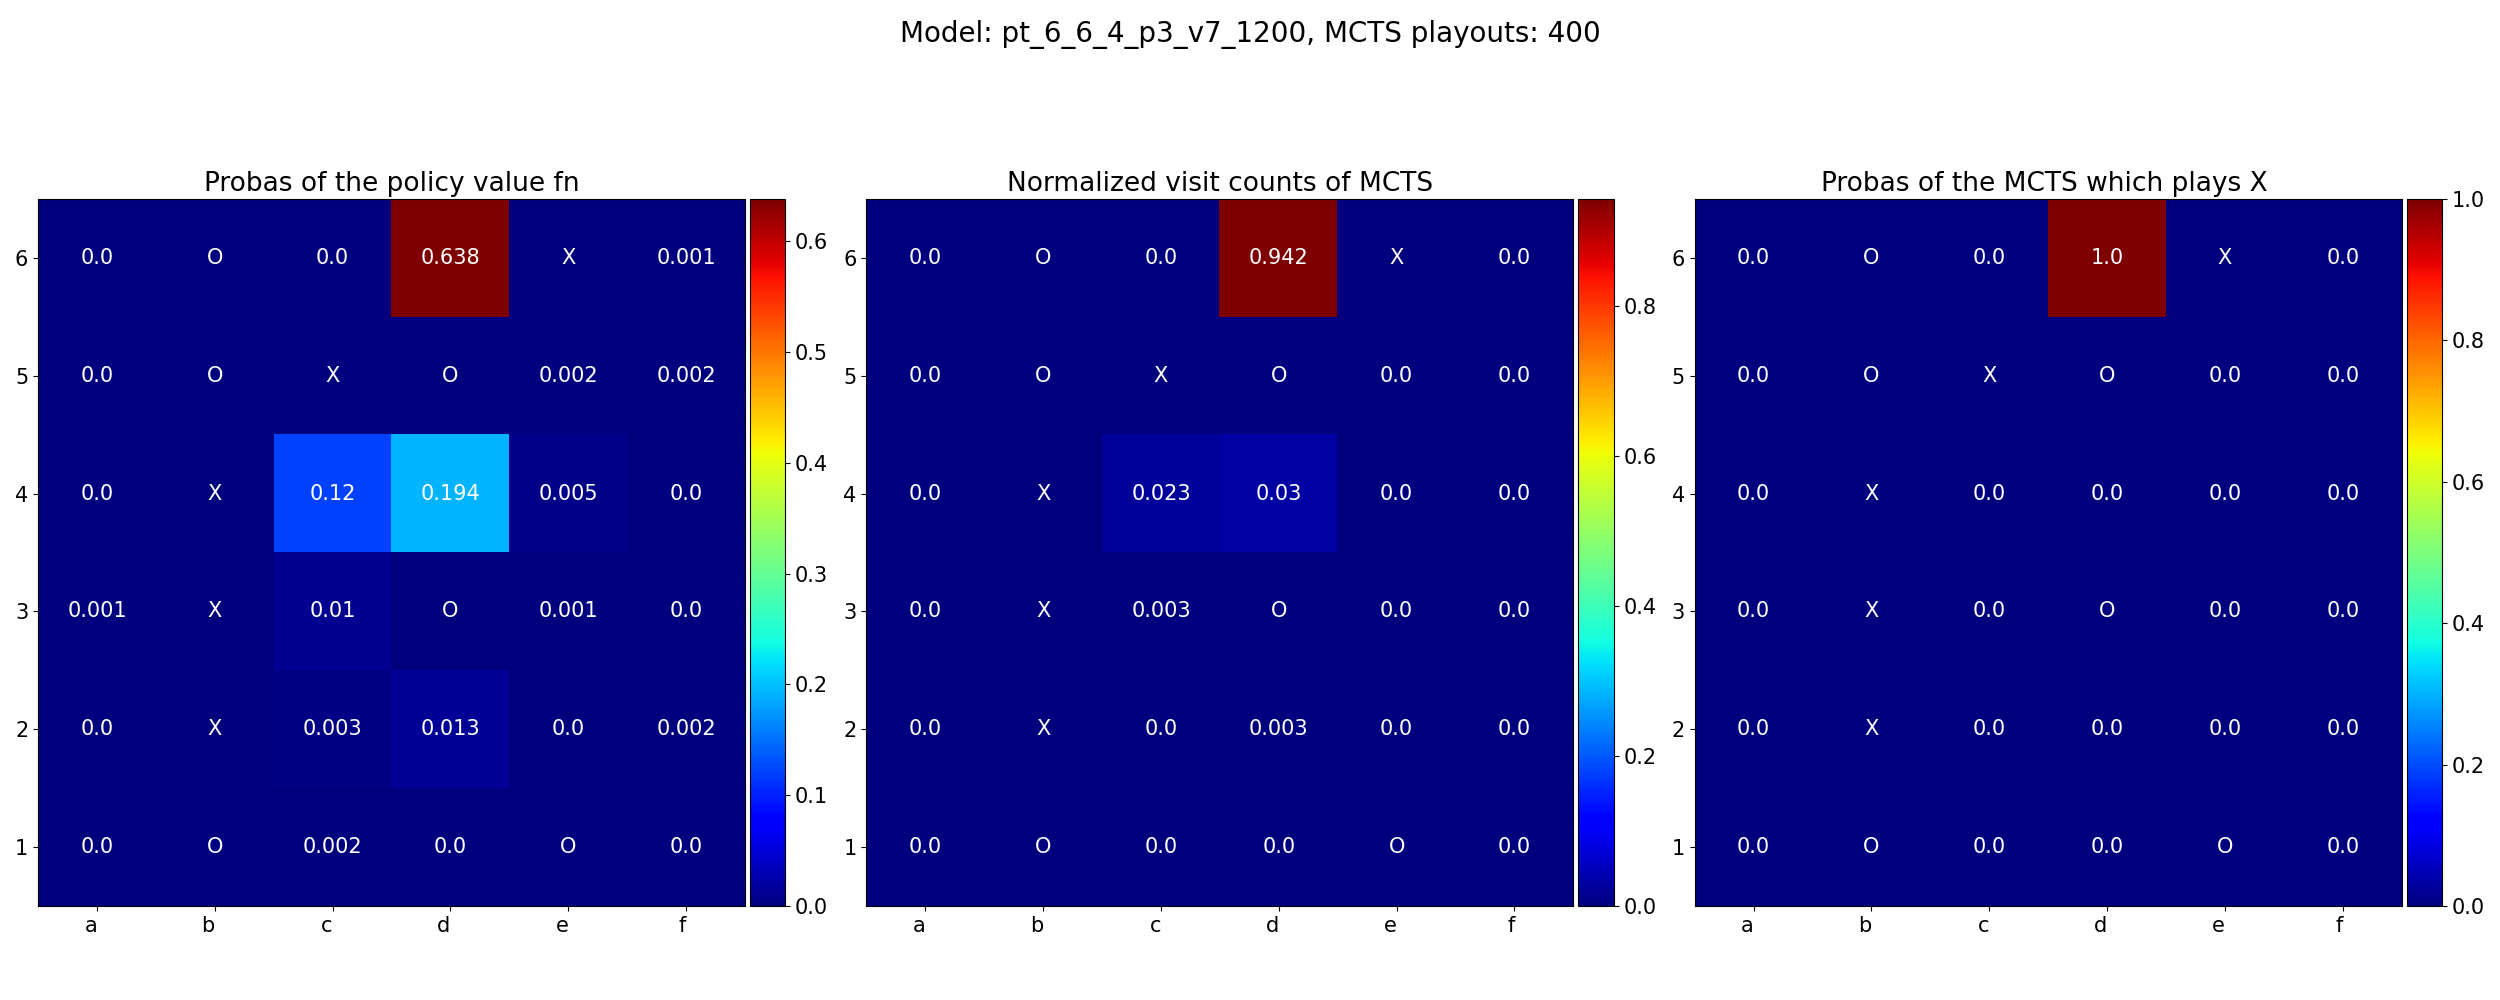 Model: pt_6_6_4_p3_v7_1200, MCTS playouts: 400
Probas of the policy value fn
6 0.0 O 0.0 0.638 X 0.001
5 0.0 O X O 0.002 0.002
4 0.0 X 0.12 0.194 0.005 0.0
3 0.001 X 0.01 O 0.001 0.0
2 0.0 X 0.003 0.013 0.0 0.002
1 0.0 O 0.002 0.0 O 0.0
a b c d e f
0.6
0.5
0.4
0.3
0.2
0.1
0.0
Normalized visit counts of MCTS
6 0.0 O 0.0 0.942 X 0.0
5 0.0 O X O 0.0 0.0
4 0.0 X 0.023 0.03 0.0 0.0
3 0.0 X 0.003 O 0.0 0.0
2 0.0 X 0.0 0.003 0.0 0.0
1 0.0 O 0.0 0.0 O 0.0
a b c d e f
0.8
0.6
0.4
0.2
0.0
Probas of the MCTS which plays X
6 0.0 O 0.0 1.0 X 0.0
5 0.0 O X O 0.0 0.0
4 0.0 X 0.0 0.0 0.0 0.0
3 0.0 X 0.0 O 0.0 0.0
2 0.0 X 0.0 0.0 0.0 0.0
1 0.0 O 0.0 0.0 O 0.0
a b c d e f
1.0
0.8
0.6
0.4
0.2
0.0